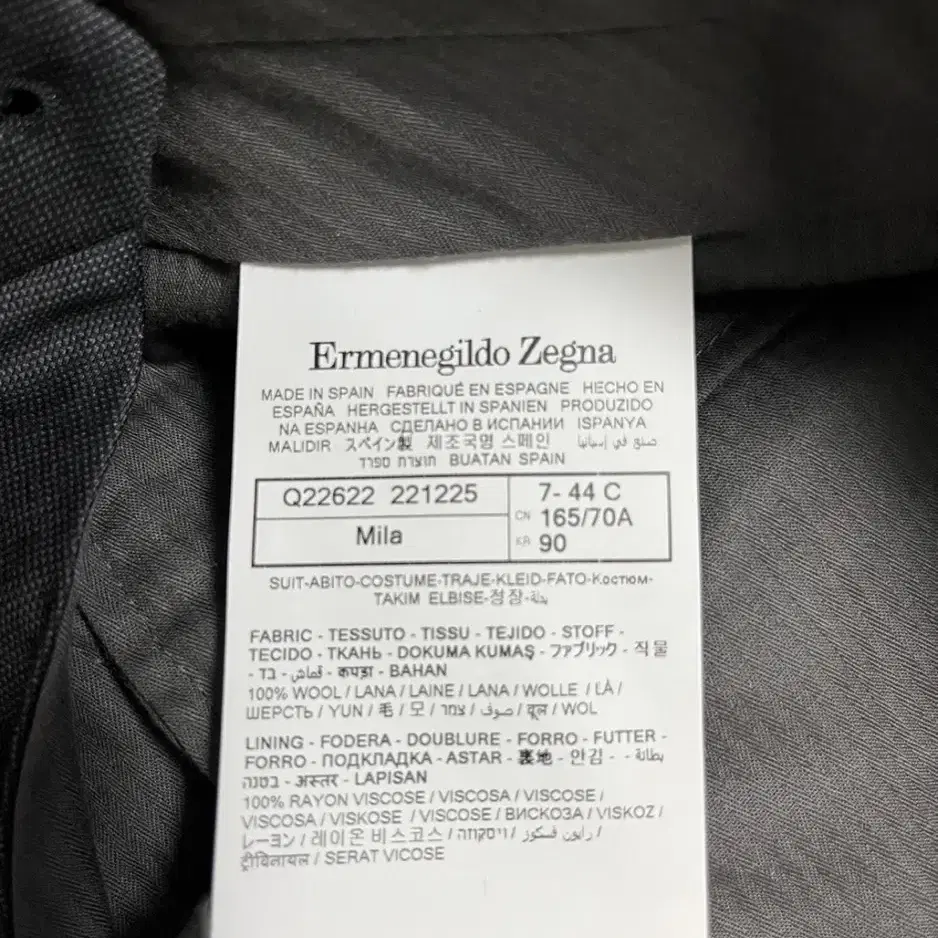 Ermenegildo Zegna
MADE IN SPAIN FABRIQUÉ EN ESPAGNE HECHO EN
ESPAÑA HERGESTELLT IN SPANIEN PRODUZIDO
NA ESPANHA СДЕЛАНО В ИСПАНИИ ISPANYA
MALIDIR スペイン製 제조국명 스페인 صنع في إسبانيا
תוצרת ספרד BUATAN SPAIN
Q22622 221225
7- 44 C
CN 165/70A
Mila
KR 90
SUIT-ABITO-COSTUME-TRAJE-KLEID-FATO-Костюм-
TAKIM ELBISE-정장-بدلة
FABRIC - TESSUTO - TISSU - TEJIDO - STOFF -
TECIDO - ТКАНЬ - DOKUMA KUMAŞ - ファブリック - 직물
- בד - قماش - कपड़ा - BAHAN
100% WOOL / LANA / LAINE / LANA / WOLLE / LÃ /
ШЕРСТЬ / YUN / 毛 / 모 / צמר / صوف / वूल / WOL
LINING - FODERA - DOUBLURE - FORRO - FUTTER -
FORRO - ПОДКЛАДКА - ASTAR - 裏地 - 안감 - بطانة -
בטנה - अस्तर - LAPISAN
100% RAYON VISCOSE / VISCOSA / VISCOSE /
VISCOSA / VISKOSE / VISCOSE / ВИСКОЗА / VISKOZ /
レーヨン / 레이온 비스코스 / ויסקוזה / رايون فسكوز /
/ SERAT VICOSE